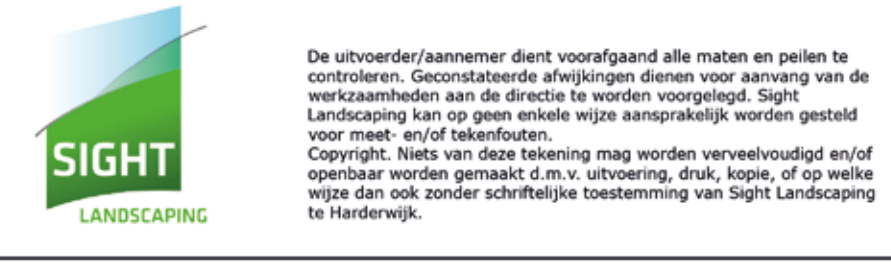 SIGHT
LANDSCAPING
De uitvoerder/aannemer dient voorafgaand alle maten en peilen te
controleren. Geconstateerde afwijkingen dienen voor aanvang van de
werkzaamheden aan de directie te worden voorgelegd. Sight
Landscaping kan op geen enkele wijze aansprakelijk worden gesteld
voor meet- en/of tekenfouten.
Copyright. Niets van deze tekening mag worden verveelvoudigd en/of
openbaar worden gemaakt d.m.v. uitvoering, druk, kopie, of op welke
wijze dan ook zonder schriftelijke toestemming van Sight Landscaping
te Harderwijk.